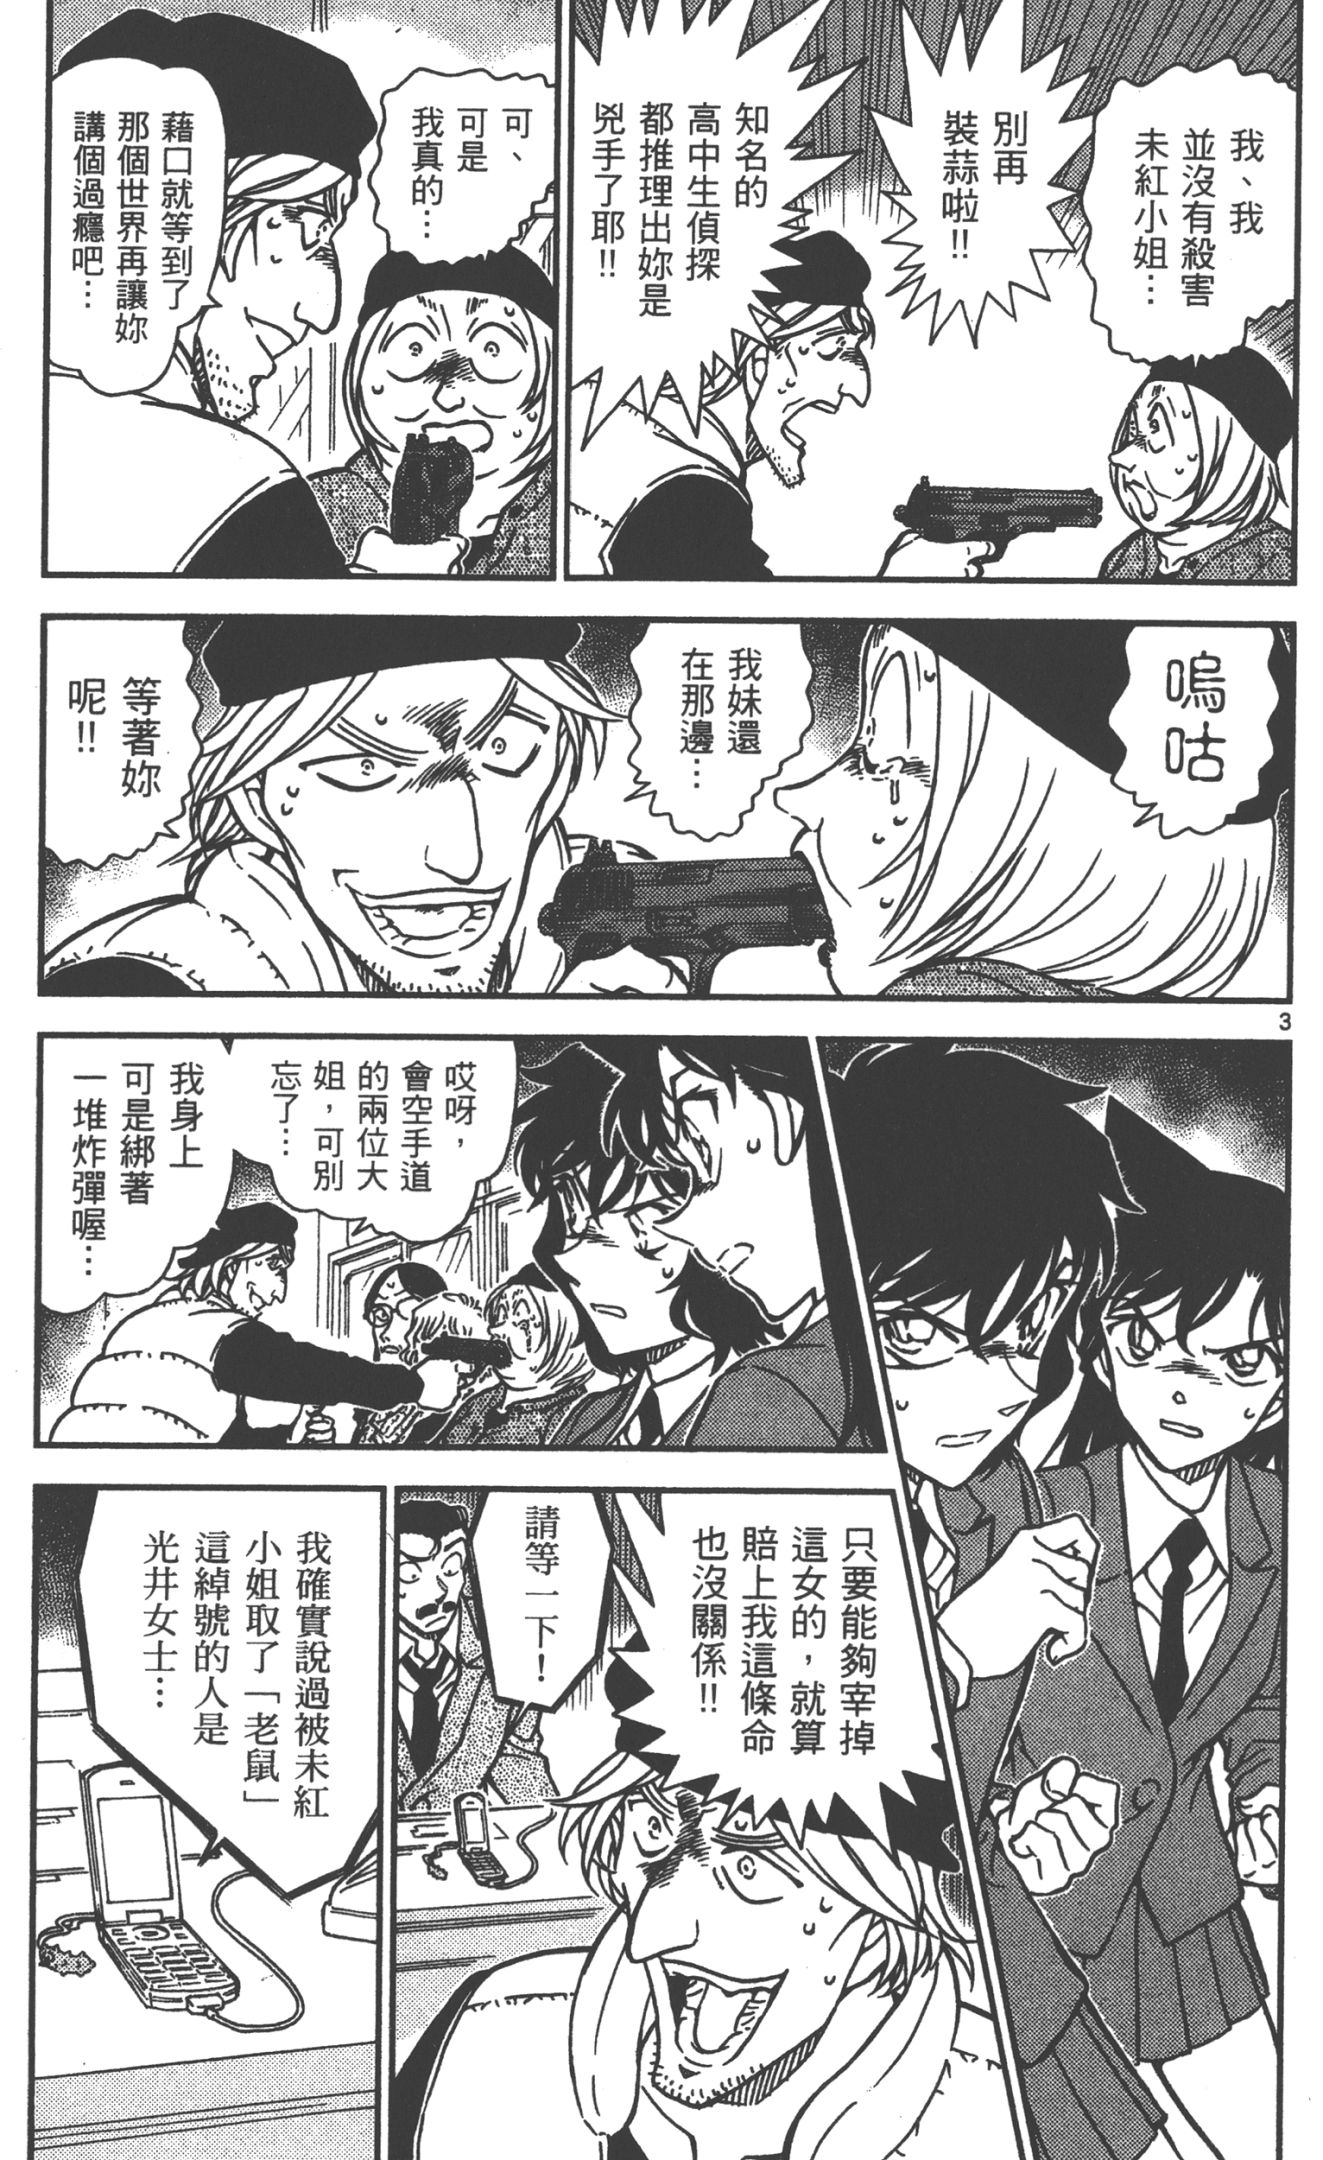 我、我
並沒有殺害
未紅小姐…
別再
裝蒜啦!!
知名的
高中生偵探
都推理出妳是
兇手了耶!!
可、
可是
我真的…
藉口就等到了
那個世界再讓妳
講個過癮吧…
嗚咕
我妹還
在那邊…
等著妳
呢!!
3
哎呀，
會空手道
的兩位大
姐，可別
忘了…
我身上
可是綁著
一堆炸彈喔…
只要能夠宰掉
這女的，就算
賠上我這條命
也沒關係!!
請等一下！
我確實說過被未紅
小姐取了「老鼠」
這綽號的人是
光井女士…